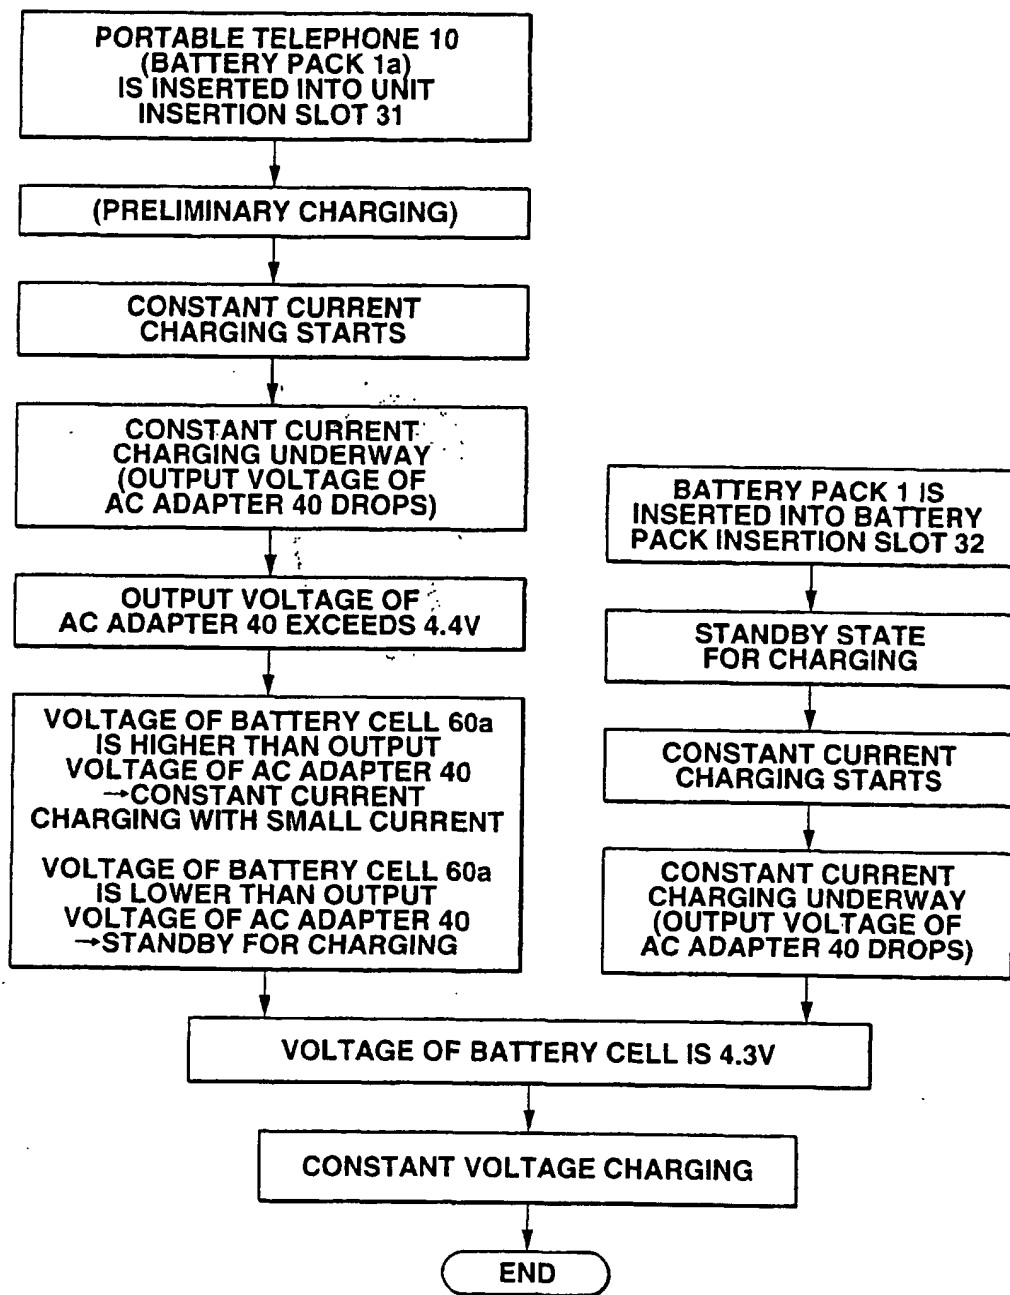 PORTABLE TELEPHONE 10
(BATTERY PACK 1a)
IS INSERTED INTO UNIT
INSERTION SLOT 31
(PRELIMINARY CHARGING)
CONSTANT CURRENT
CHARGING STARTS
CONSTANT CURRENT
CHARGING UNDERWAY
(OUTPUT VOLTAGE OF
AC ADAPTER 40 DROPS)
OUTPUT VOLTAGE OF
AC ADAPTER 40 EXCEEDS 4.4V
VOLTAGE OF BATTERY CELL 60a
IS HIGHER THAN OUTPUT
VOLTAGE OF AC ADAPTER 40
→CONSTANT CURRENT
CHARGING WITH SMALL CURRENT
VOLTAGE OF BATTERY CELL 60a
IS LOWER THAN OUTPUT
VOLTAGE OF AC ADAPTER 40
→STANDBY FOR CHARGING
BATTERY PACK 1 IS
INSERTED INTO BATTERY
PACK INSERTION SLOT 32
STANDBY STATE
FOR CHARGING
CONSTANT CURRENT
CHARGING STARTS
CONSTANT CURRENT
CHARGING UNDERWAY
(OUTPUT VOLTAGE OF
AC ADAPTER 40 DROPS)
VOLTAGE OF BATTERY CELL IS 4.3V
CONSTANT VOLTAGE CHARGING
END